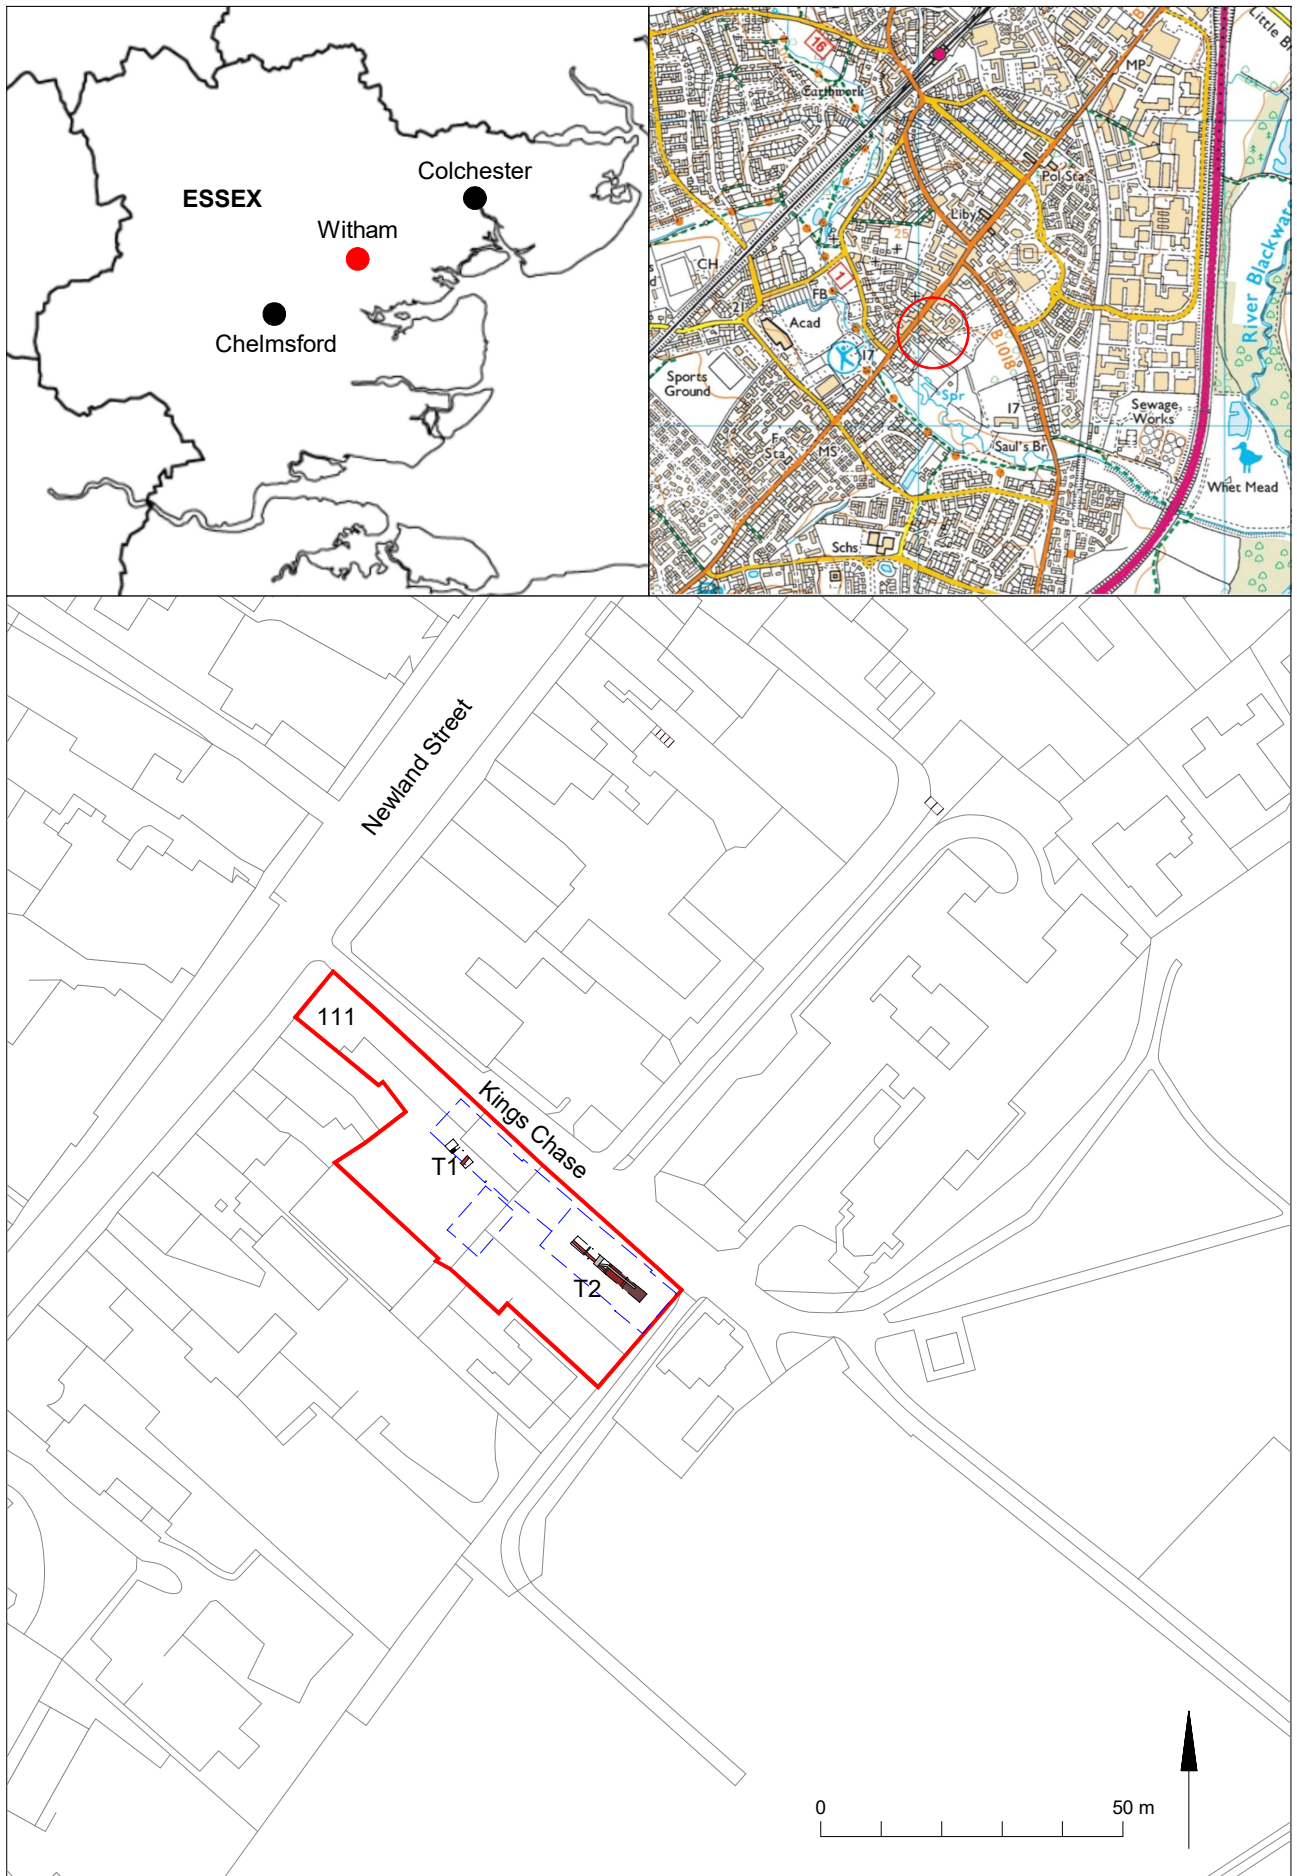 Colchester
ESSEX
Witham
Chelmsford
16
Earthwork
MP
Little
Pol Sta
Liby
25
CH
1
FB
21
Acad
17
B1018
River Blackwater
Sports
Ground
Spr
17
Sewage
Works
F
Sta
MS
Saul's Br
Whet Mead
Schs
Newland Street
111
Kings Chase
T1
T2
0
50 m